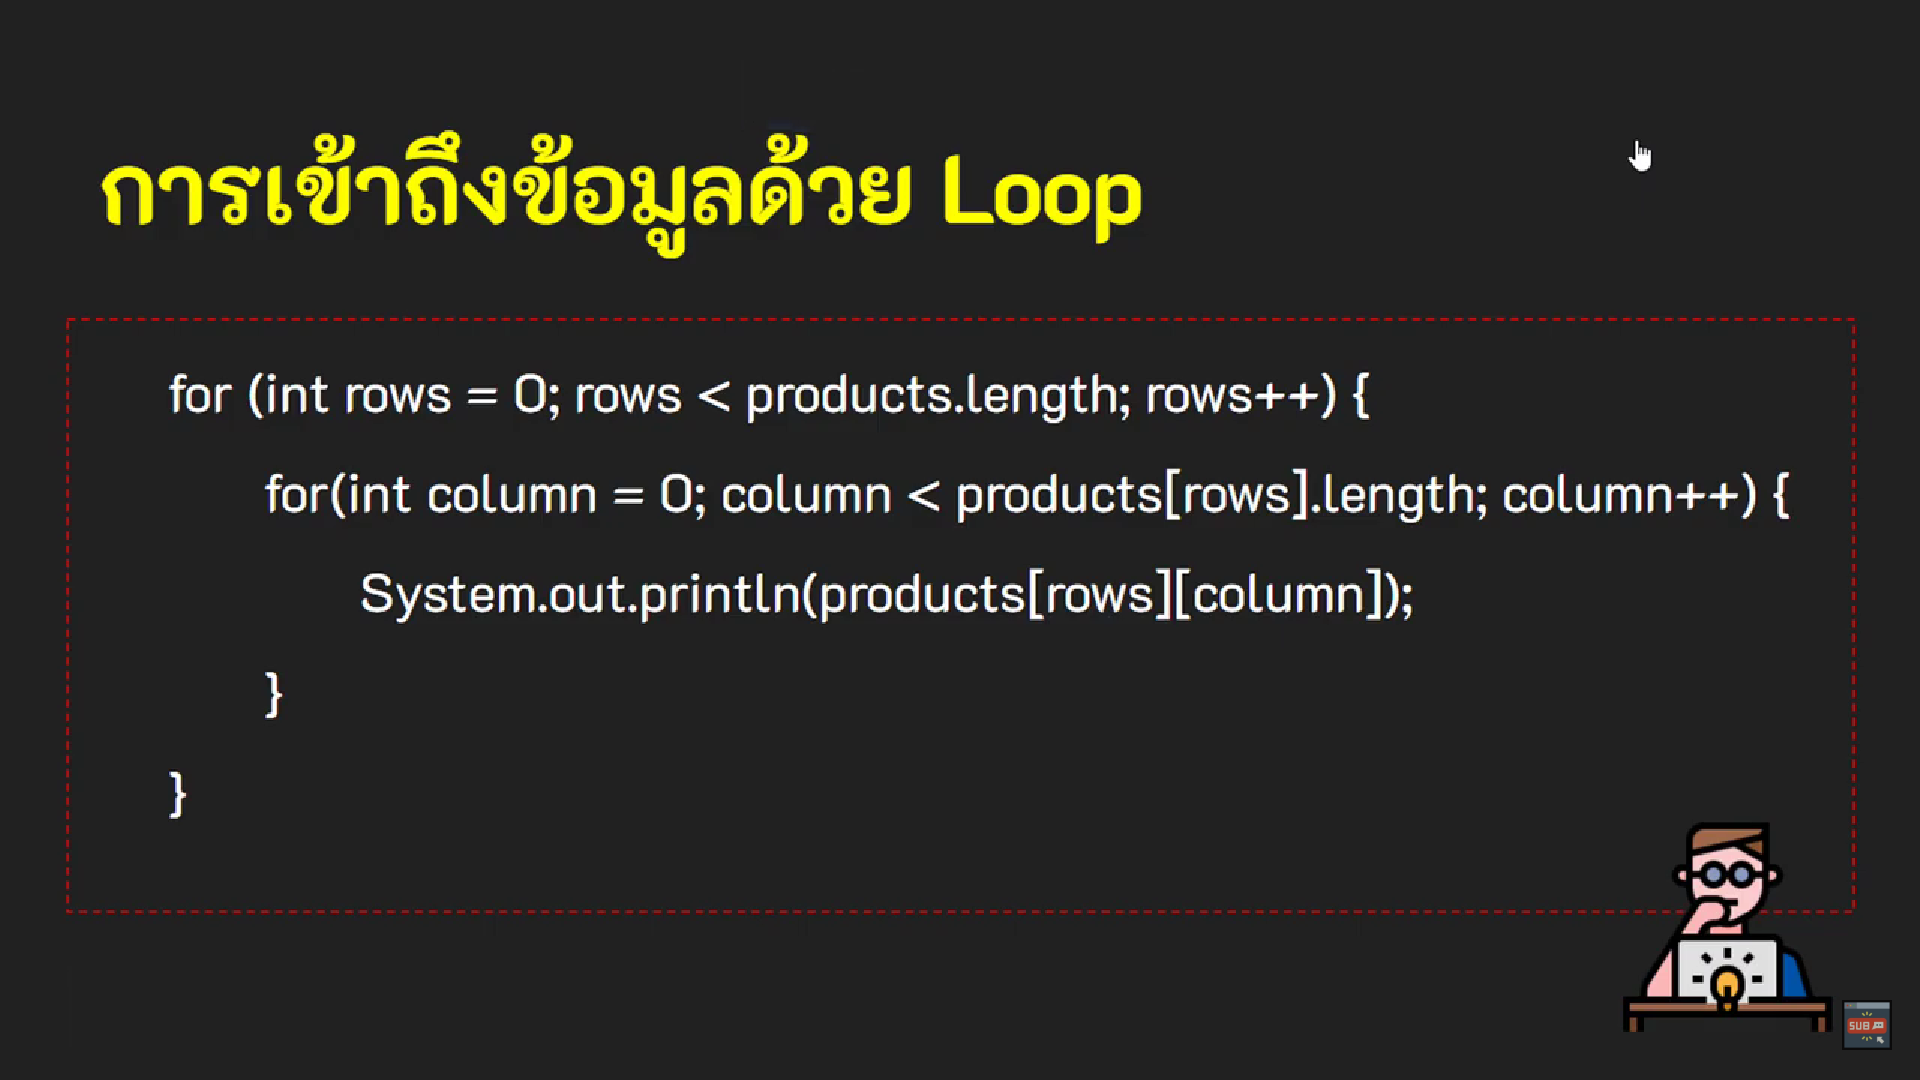 การเข้าถึงข้อมูลด้วย Loop
for (int rows = 0; rows < products.length; rows++) {
for(int column = 0; column < products[rows].length; column++) {
System.out.println(products[rows][column]);
}
}
SUB